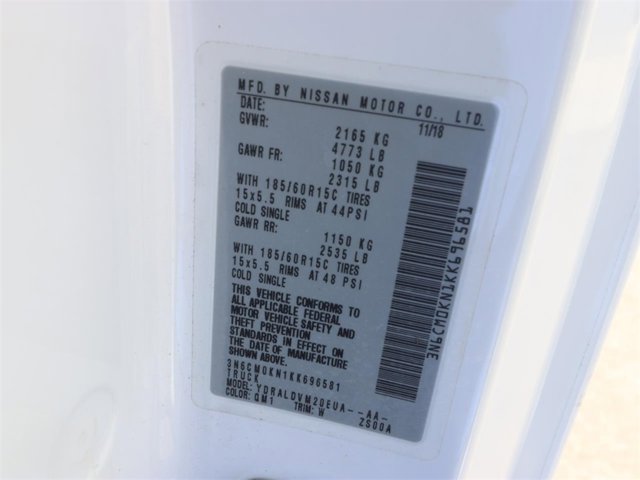 MFD. BY NISSAN MOTOR CO., LTD.
DATE: 11/18
GVWR: 2165 KG
4773 LB
GAWR FR: 1050 KG
2315 LB
WITH 185/60R15C TIRES
15x5.5 RIMS AT 44PSI
COLD SINGLE
GAWR RR: 1150 KG
2535 LB
WITH 185/60R15C TIRES
15x5.5 RIMS AT 48 PSI
COLD SINGLE
THIS VEHICLE CONFORMS TO
ALL APPLICABLE FEDERAL
MOTOR VEHICLE SAFETY AND
THEFT PREVENTION
STANDARDS IN EFFECT ON
THE DATE OF MANUFACTURE
SHOWN ABOVE.
3N6CM0KN1KK696581
TRUCK
MODEL: YDRALDVM20EUA--AA-
COLOR: QM1 TRIM: W ZS00A
3N6CM0KN1KK696581